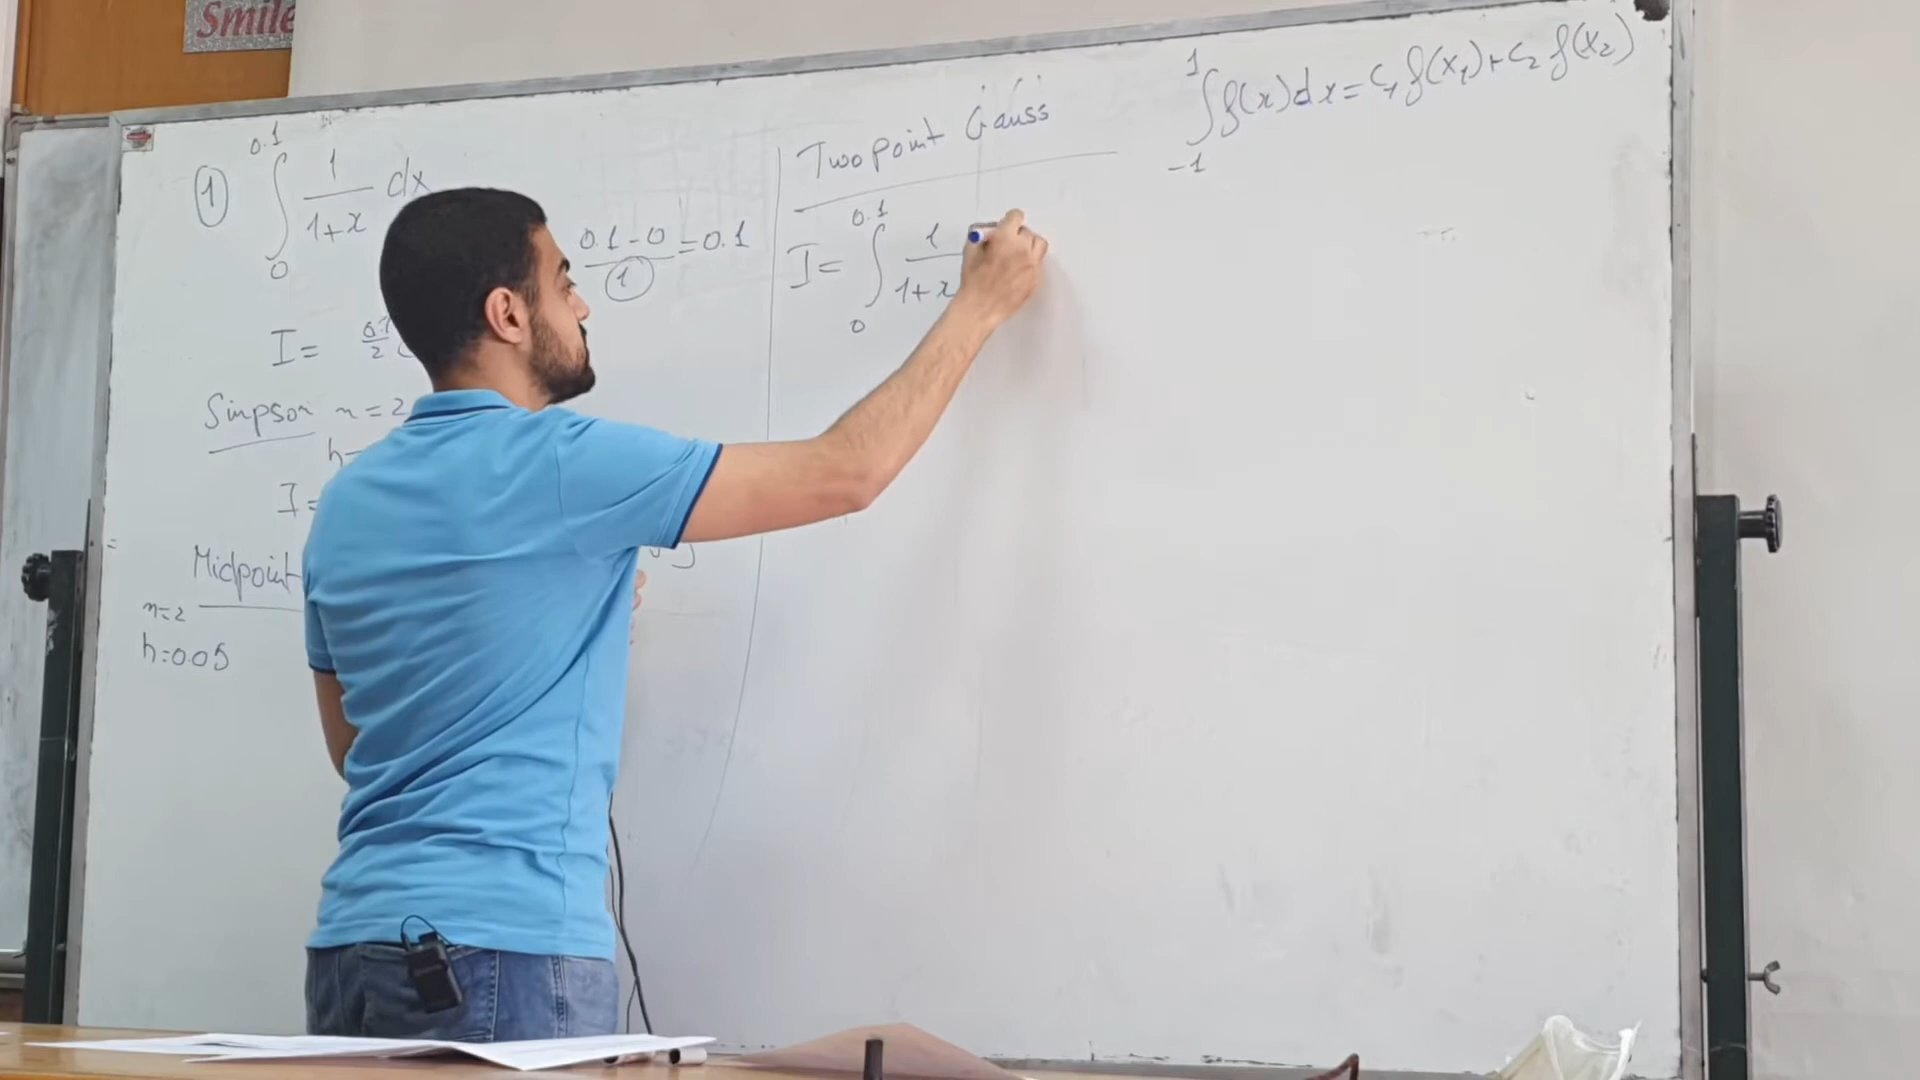 Smile
① ∫₀^0.1 1/(1+x) dx
(0.1-0)/① = 0.1
I = 0.1/2
Simpson n=2
h=
I=
Midpoint
n=2
h=0.05
Two point Gauss
I = ∫₀^0.1 1/(1+x)
∫₋₁^1 f(x)dx = c₁ f(x₁) + c₂ f(x₂)